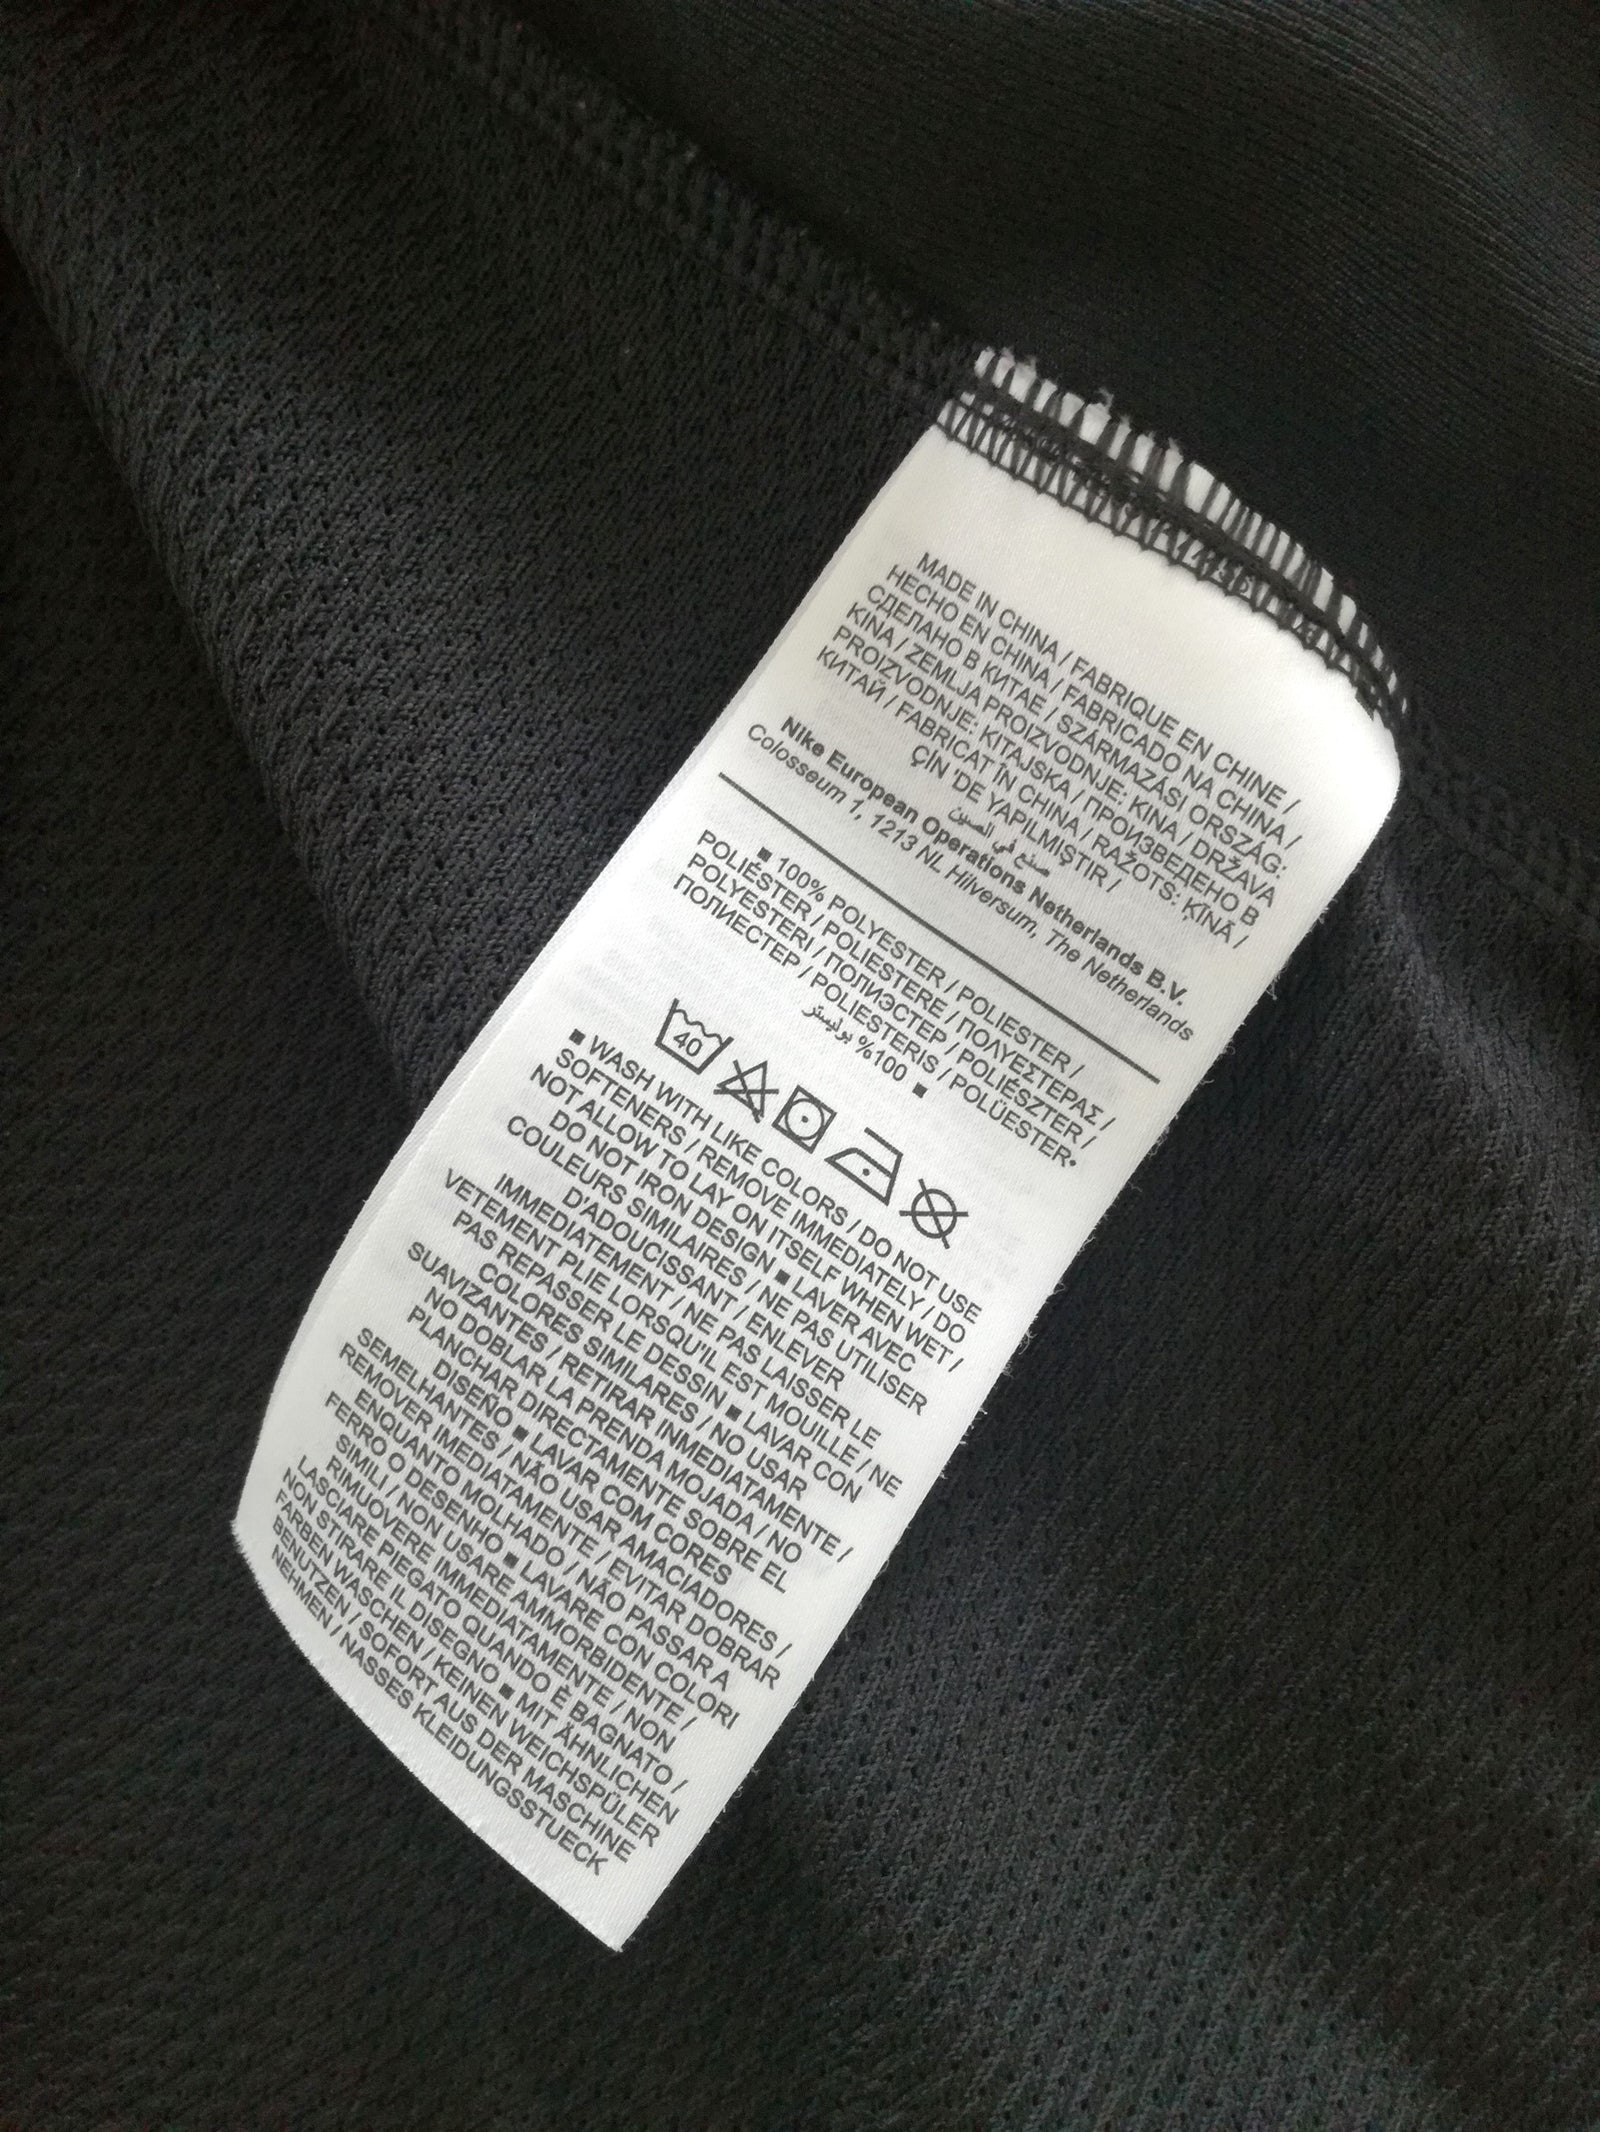 MADE IN CHINA / FABRIQUE EN CHINE /
HECHO EN CHINA / FABRICADO NA CHINA /
СДЕЛАНО В КИТАЕ / SZÁRMAZÁSI ORSZÁG:
KINA / ZEMLJA PROIZVODNJE: KINA / DRŽAVA
PROIZVODNJE: KITAJSKA / ПРОИЗВЕДЕНО В
КИТАЙ / FABRICAT ÎN CHINA / RAŽOTS: ĶĪNĀ /
ÇİN 'DE YAPILMIŞTIR /
صنع في الصين
Nike European Operations Netherlands B.V.
Colosseum 1, 1213 NL Hilversum, The Netherlands
■ 100% POLYESTER / POLIESTER /
POLIÉSTER / POLIESTERE / ΠΟΛΥΕΣΤΕΡΑΣ /
POLYESTERI / ПОЛИЭСТЕР / POLIÉSZTER /
ПОЛИЕСТЕР / POLIESTERIS / POLÜESTER•
100% بوليستر ■
40
■ WASH WITH LIKE COLORS / DO NOT USE
SOFTENERS / REMOVE IMMEDIATELY / DO
NOT ALLOW TO LAY ON ITSELF WHEN WET /
DO NOT IRON DESIGN ■ LAVER AVEC
COULEURS SIMILAIRES / NE PAS UTILISER
D'ADOUCISSANT / ENLEVER
IMMEDIATEMENT / NE PAS LAISSER LE
VETEMENT PLIE LORSQU'IL EST MOUILLE / NE
PAS REPASSER LE DESSIN ■ LAVAR CON
COLORES SIMILARES / NO USAR
SUAVIZANTES / RETIRAR INMEDIATAMENTE /
NO DOBLAR LA PRENDA MOJADA / NO
PLANCHAR DIRECTAMENTE SOBRE EL
DISEÑO ■ LAVAR COM CORES
SEMELHANTES / NÃO USAR AMACIADORES /
REMOVER IMEDIATAMENTE / EVITAR DOBRAR
ENQUANTO MOLHADO / NÃO PASSAR A
FERRO O DESENHO ■ LAVARE CON COLORI
SIMILI / NON USARE AMMORBIDENTE /
RIMUOVERE IMMEDIATAMENTE / NON
LASCIARE PIEGATO QUANDO È BAGNATO /
NON STIRARE IL DISEGNO ■ MIT ÄHNLICHEN
FARBEN WASCHEN / KEINEN WEICHSPÜLER
BENUTZEN / SOFORT AUS DER MASCHINE
NEHMEN / NASSES KLEIDUNGSSTUECK